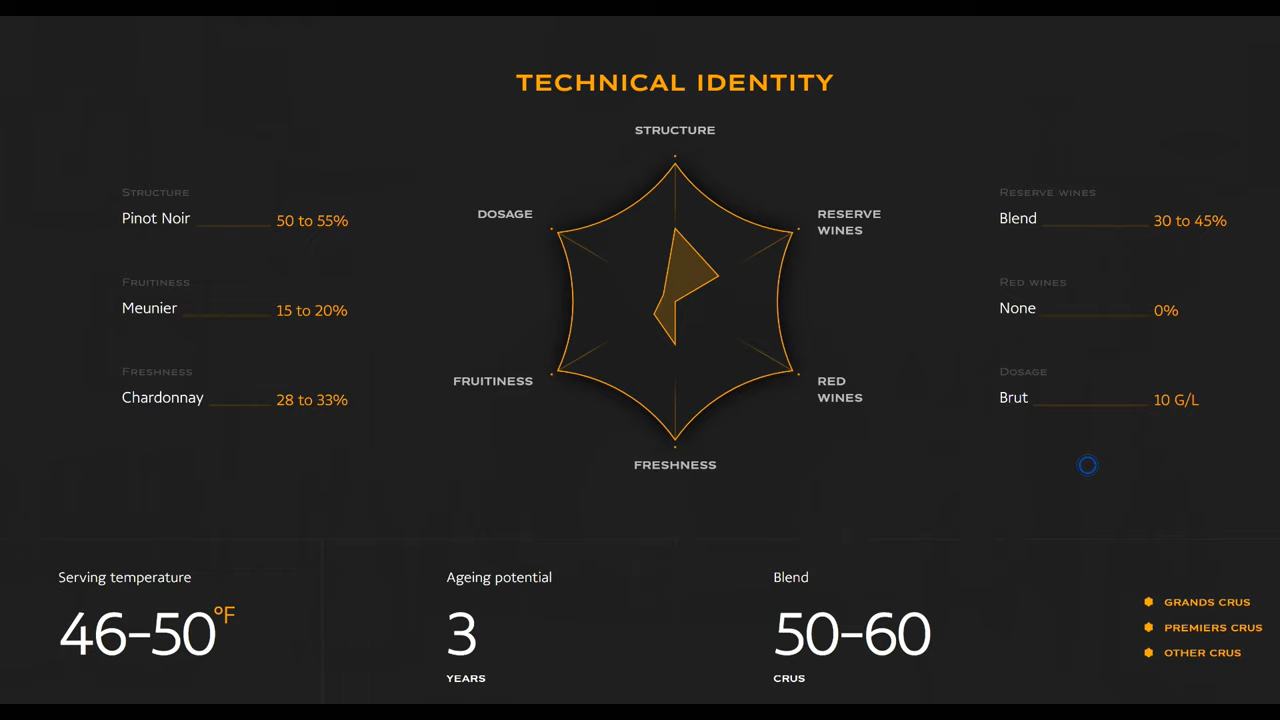 TECHNICAL IDENTITY
STRUCTURE
DOSAGE
RESERVE
WINES
FRUITINESS
RED
WINES
FRESHNESS
STRUCTURE
Pinot Noir 50 to 55%
FRUITINESS
Meunier 15 to 20%
FRESHNESS
Chardonnay 28 to 33%
RESERVE WINES
Blend 30 to 45%
RED WINES
None 0%
DOSAGE
Brut 10 G/L
Serving temperature
46–50°F
Ageing potential
3
YEARS
Blend
50–60
CRUS
GRANDS CRUS
PREMIERS CRUS
OTHER CRUS